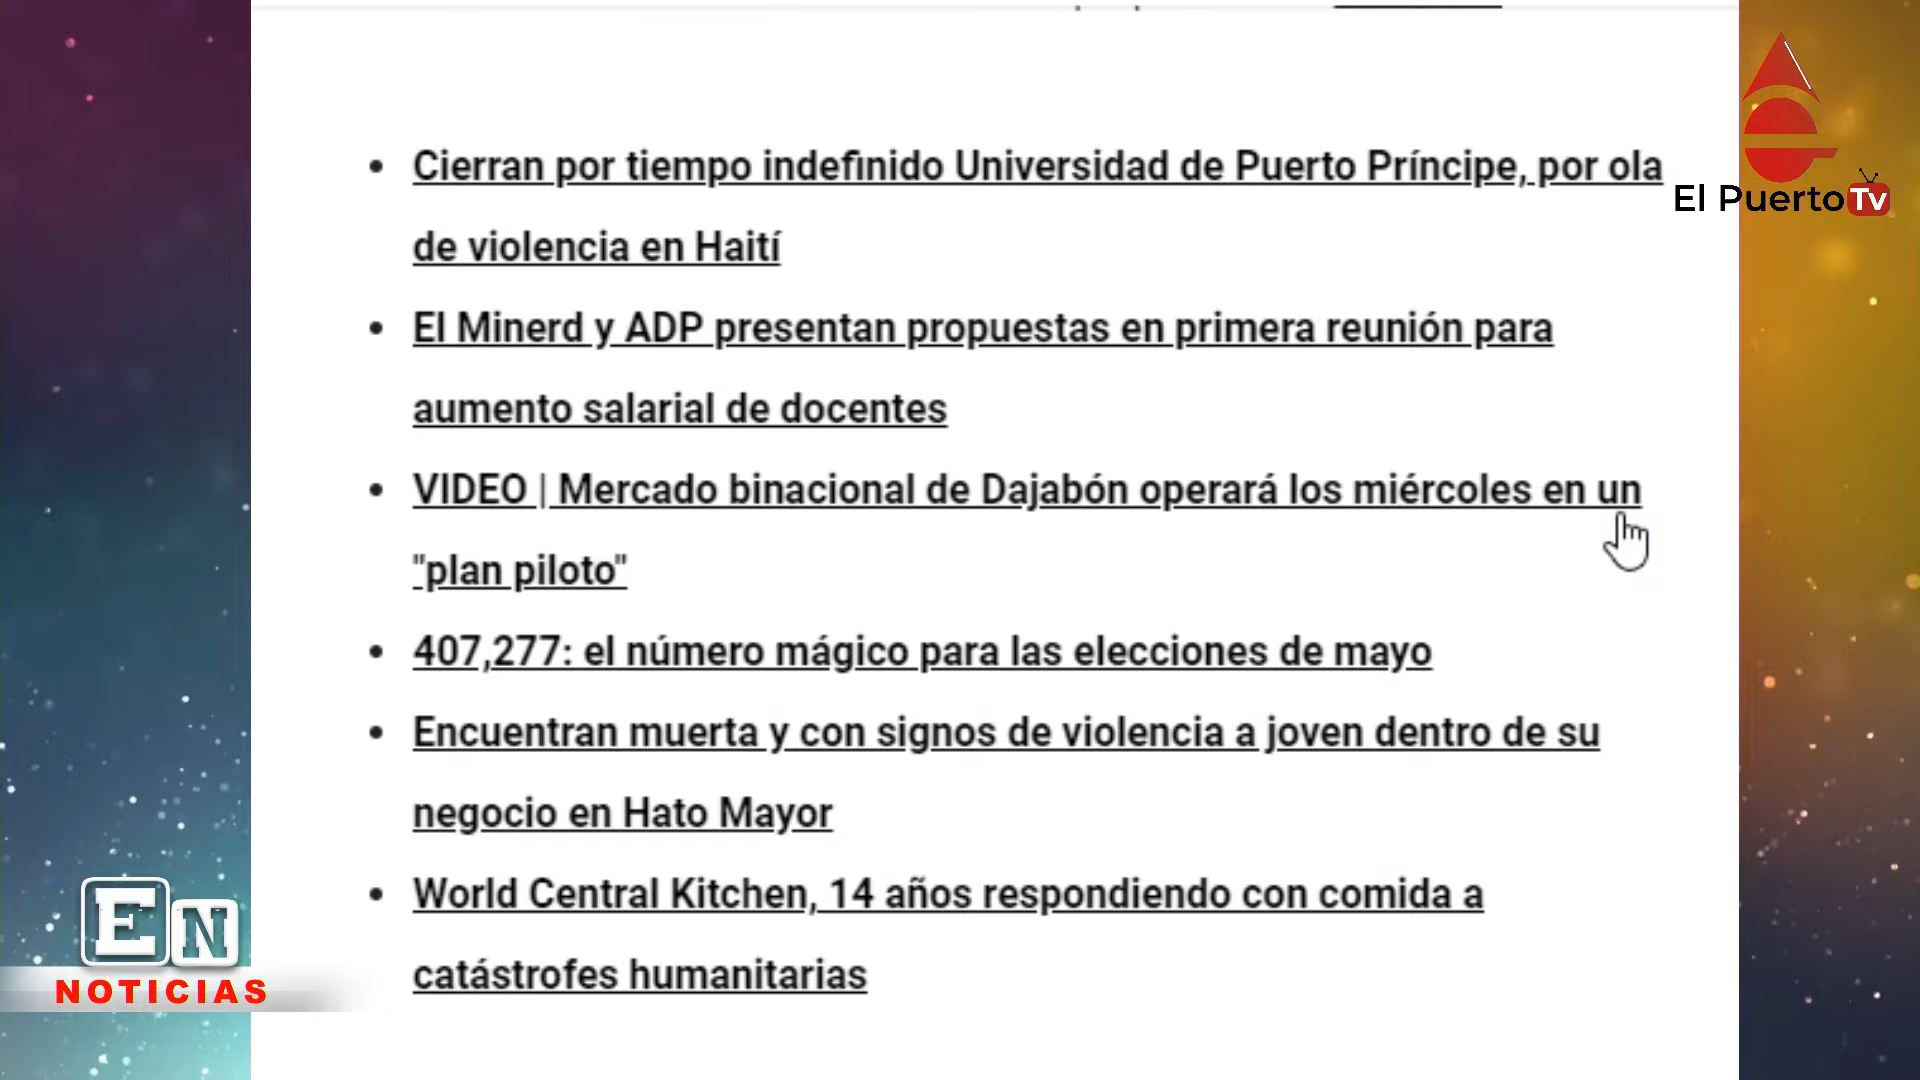 Cierran por tiempo indefinido Universidad de Puerto Príncipe, por ola
de violencia en Haití
El Puerto Tv
El Minerd y ADP presentan propuestas en primera reunión para
aumento salarial de docentes
VIDEO | Mercado binacional de Dajabón operará los miércoles en un
"plan piloto"
407,277: el número mágico para las elecciones de mayo
Encuentran muerta y con signos de violencia a joven dentro de su
negocio en Hato Mayor
World Central Kitchen, 14 años respondiendo con comida a
catástrofes humanitarias
EN
NOTICIAS